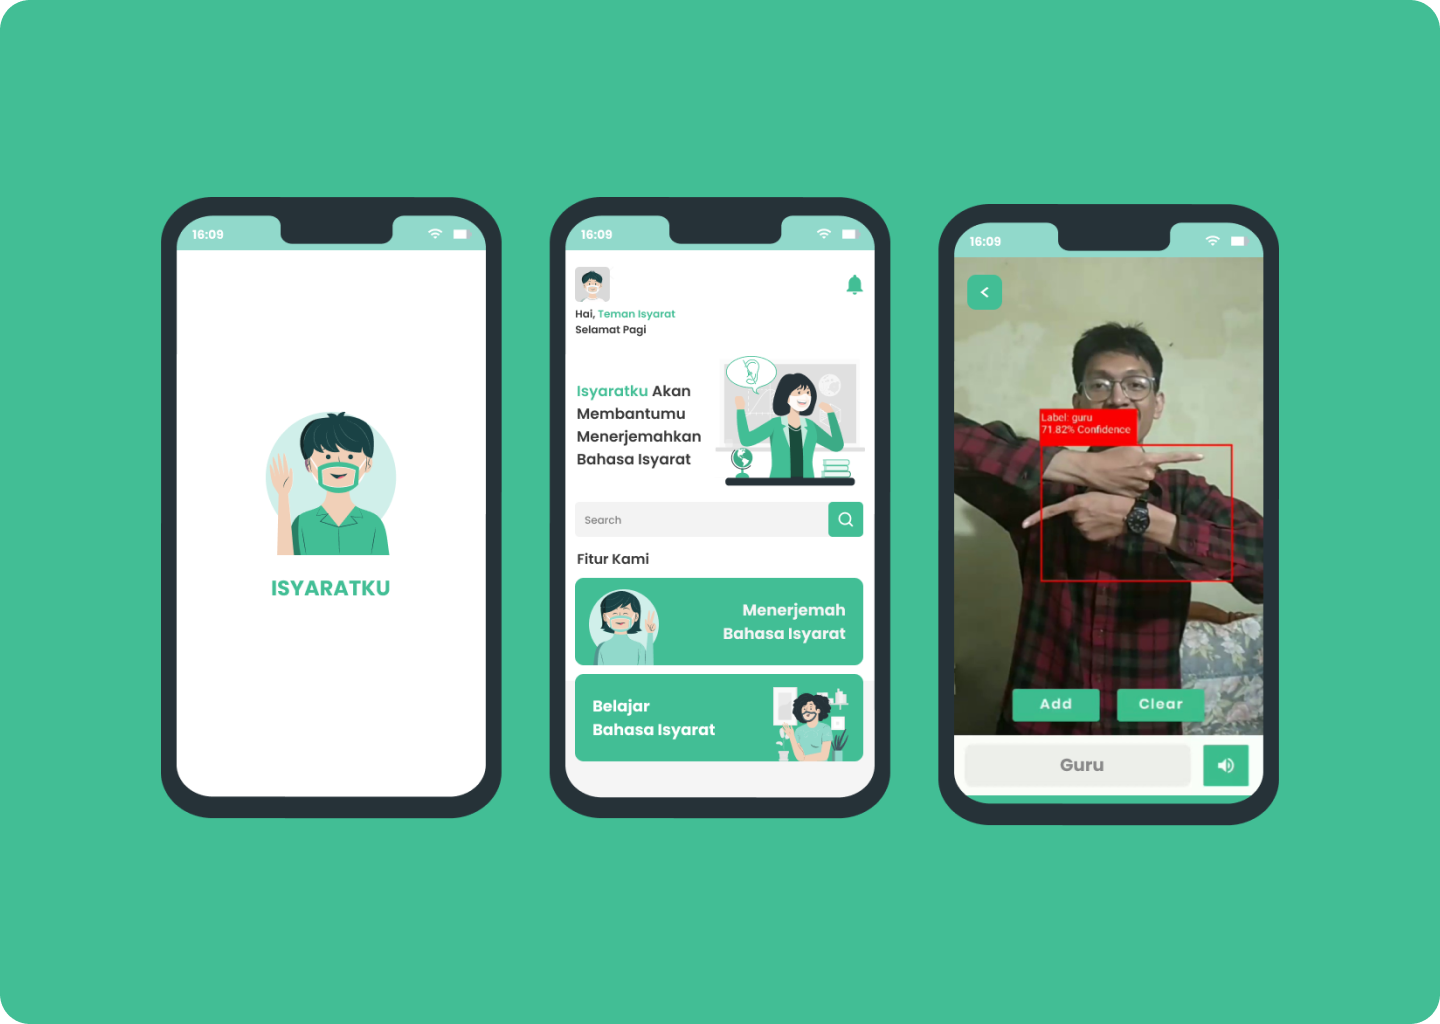 16:09
ISYARATKU
16:09
Hai, Teman Isyarat
Selamat Pagi
Isyaratku Akan
Membantumu
Menerjemahkan
Bahasa Isyarat
Search
Fitur Kami
Menerjemah
Bahasa Isyarat
Belajar
Bahasa Isyarat
16:09
Label: guru
71.82% Confidence
Add
Clear
Guru